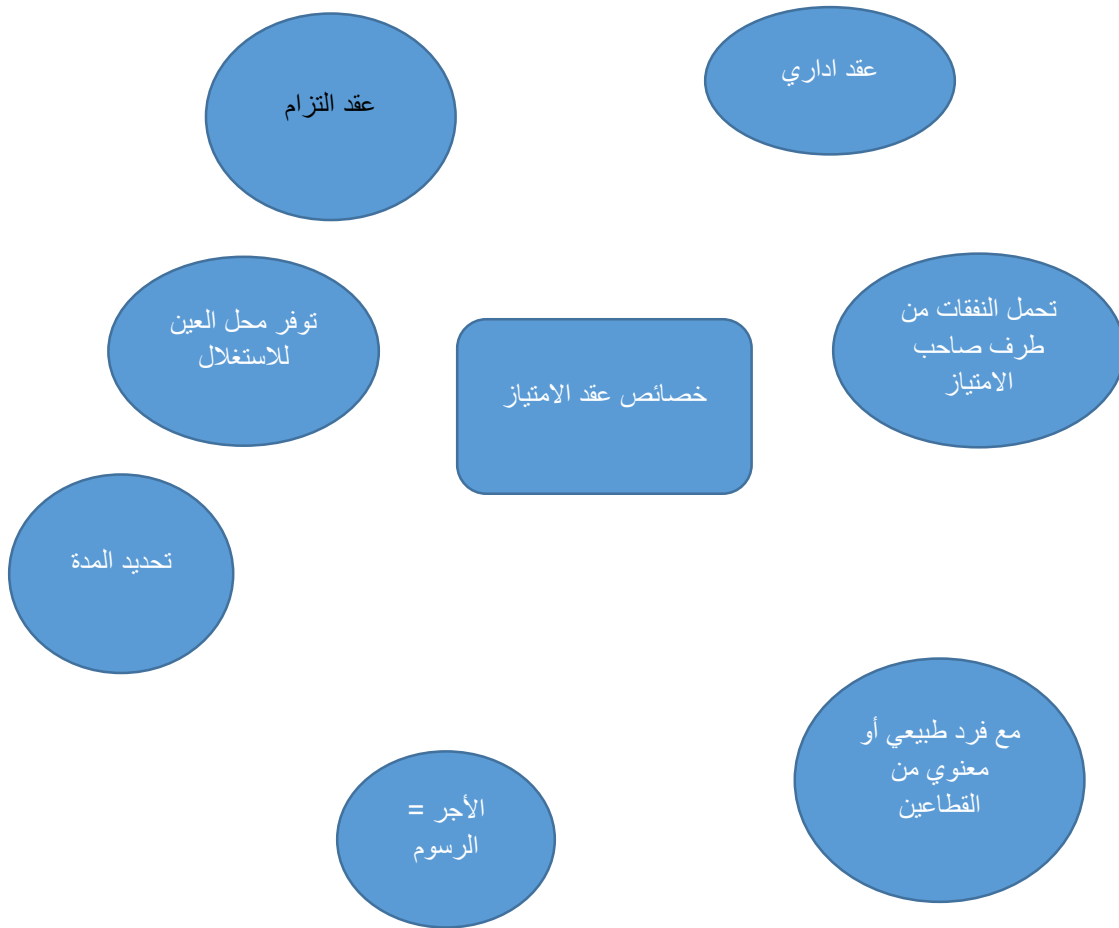 عقد اداري
عقد التزام
تحمل النفقات من
طرف صاحب
الامتياز
توفر محل العين
للاستغلال
خصائص عقد الامتياز
تحديد المدة
مع فرد طبيعي أو
معنوي من
القطاعين
الأجر =
الرسوم